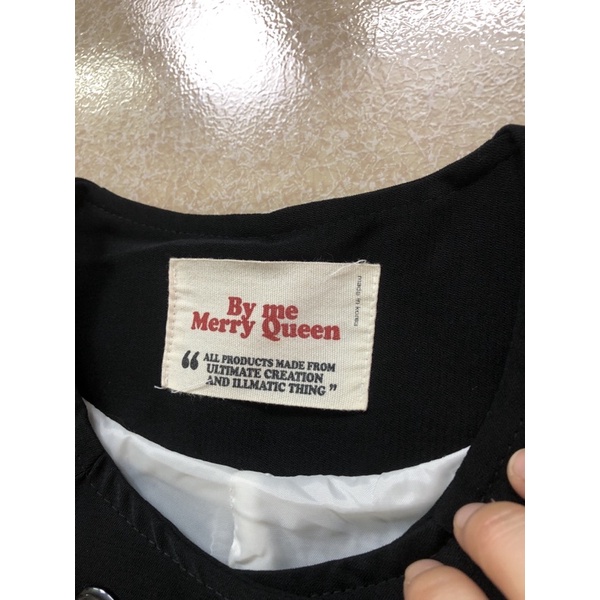 By me
Merry Queen
“ ALL PRODUCTS MADE FROM
ULTIMATE CREATION
AND ILLMATIC THING ”
made in korea